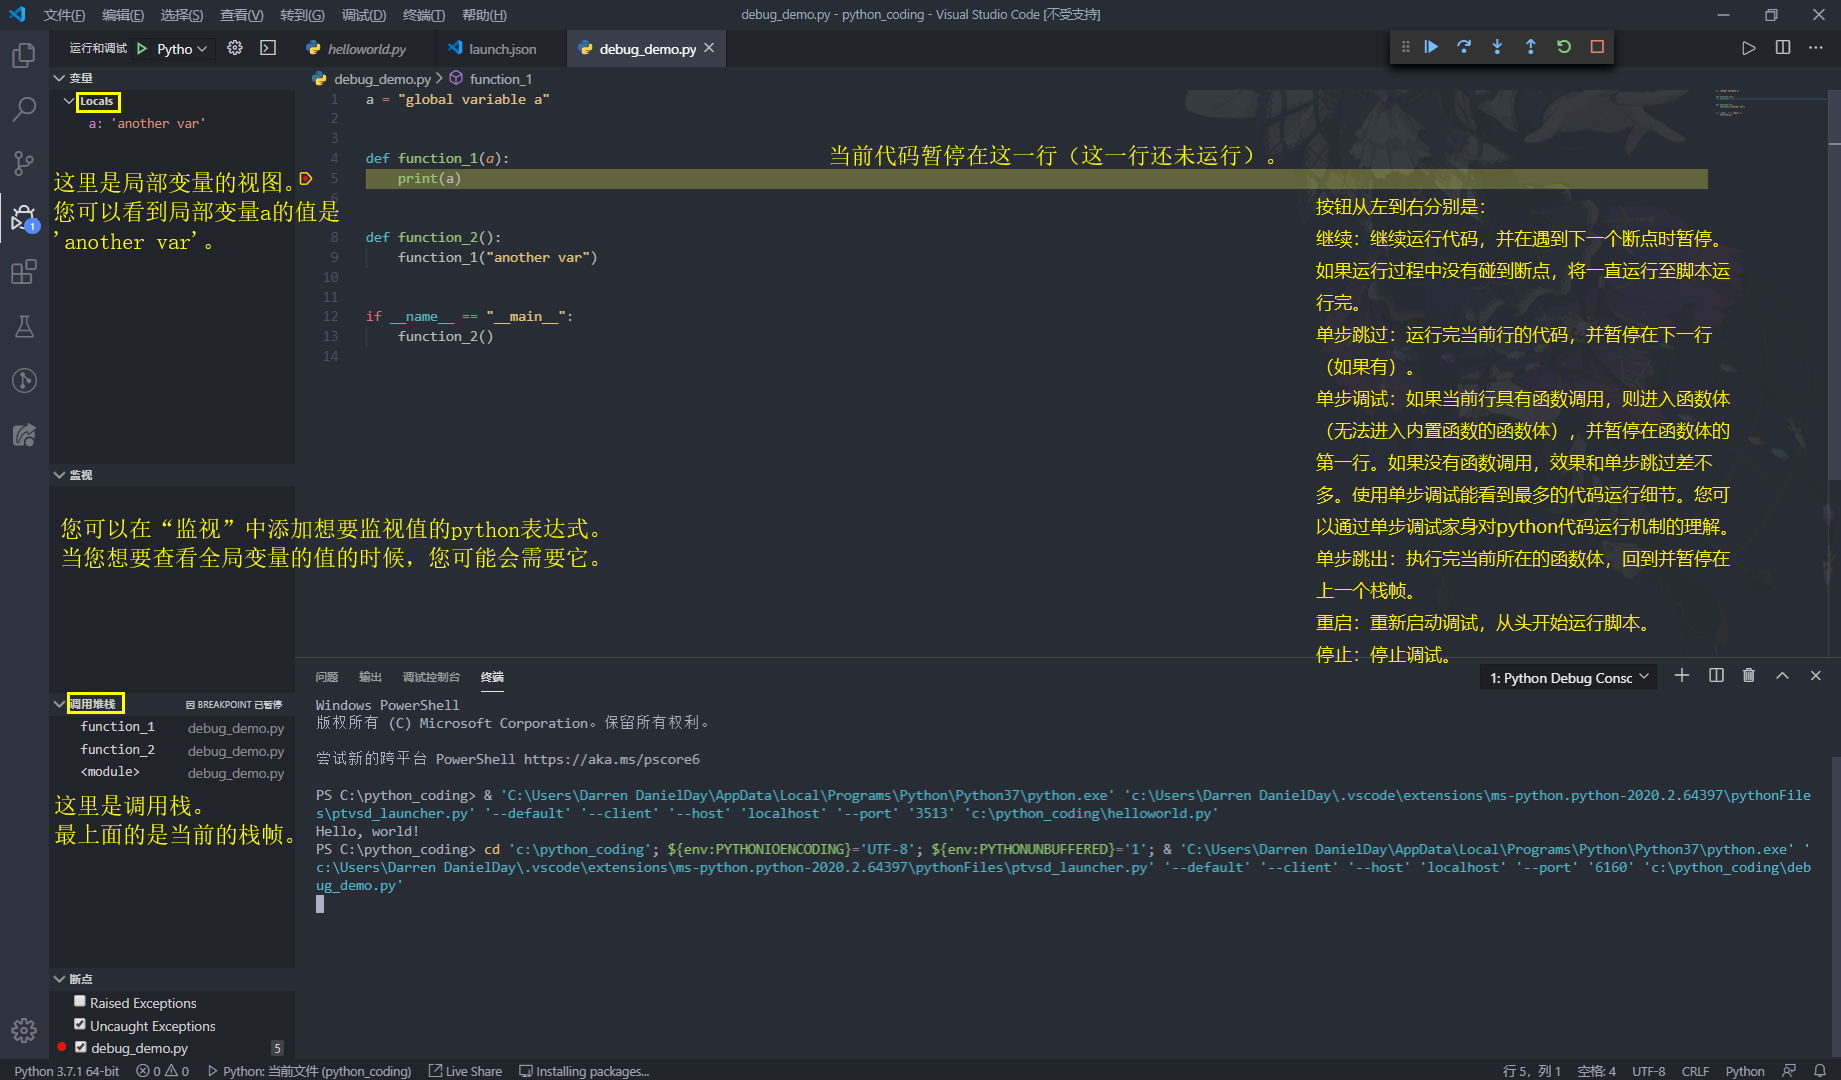 文件(F) 编辑(E) 选择(S) 查看(V) 转到(G) 调试(D) 终端(T) 帮助(H)
debug_demo.py - python_coding - Visual Studio Code [不受支持]
运行和调试 Pytho
helloworld.py
launch.json
debug_demo.py
变量
Locals
a: 'another var'
这里是局部变量的视图。
您可以看到局部变量a的值是
'another var'。
debug_demo.py > function_1
1 a = "global variable a"
2
3
4 def function_1(a):
5 print(a)
8 def function_2():
9 function_1("another var")
10
11
12 if __name__ == "__main__":
13 function_2()
14
当前代码暂停在这一行（这一行还未运行）。
按钮从左到右分别是：
继续：继续运行代码，并在遇到下一个断点时暂停。
如果运行过程中没有碰到断点，将一直运行至脚本运
行完。
单步跳过：运行完当前行的代码，并暂停在下一行
（如果有）。
单步调试：如果当前行具有函数调用，则进入函数体
（无法进入内置函数的函数体），并暂停在函数体的
第一行。如果没有函数调用，效果和单步跳过差不
多。使用单步调试能看到最多的代码运行细节。您可
以通过单步调试家身对python代码运行机制的理解。
单步跳出：执行完当前所在的函数体，回到并暂停在
上一个栈帧。
重启：重新启动调试，从头开始运行脚本。
停止：停止调试。
监视
您可以在“监视”中添加想要监视值的python表达式。
当您想要查看全局变量的值的时候，您可能会需要它。
调用堆栈 因 BREAKPOINT 已暂停
function_1 debug_demo.py
function_2 debug_demo.py
<module> debug_demo.py
这里是调用栈。
最上面的是当前的栈帧。
断点
Raised Exceptions
Uncaught Exceptions
debug_demo.py 5
问题 输出 调试控制台 终端
1: Python Debug Consc
Windows PowerShell
版权所有 (C) Microsoft Corporation。保留所有权利。
尝试新的跨平台 PowerShell https://aka.ms/pscore6
PS C:\python_coding> & 'C:\Users\Darren DanielDay\AppData\Local\Programs\Python\Python37\python.exe' 'c:\Users\Darren DanielDay\.vscode\extensions\ms-python.python-2020.2.64397\pythonFile
s\ptvsd_launcher.py' '--default' '--client' '--host' 'localhost' '--port' '3513' 'c:\python_coding\helloworld.py'
Hello, world!
PS C:\python_coding> cd 'c:\python_coding'; ${env:PYTHONIOENCODING}='UTF-8'; ${env:PYTHONUNBUFFERED}='1'; & 'C:\Users\Darren DanielDay\AppData\Local\Programs\Python\Python37\python.exe' '
c:\Users\Darren DanielDay\.vscode\extensions\ms-python.python-2020.2.64397\pythonFiles\ptvsd_launcher.py' '--default' '--client' '--host' 'localhost' '--port' '6160' 'c:\python_coding\deb
ug_demo.py'
1
Python 3.7.1 64-bit 0 0 Python: 当前文件 (python_coding) Live Share Installing packages...
行 5，列 1 空格: 4 UTF-8 CRLF Python